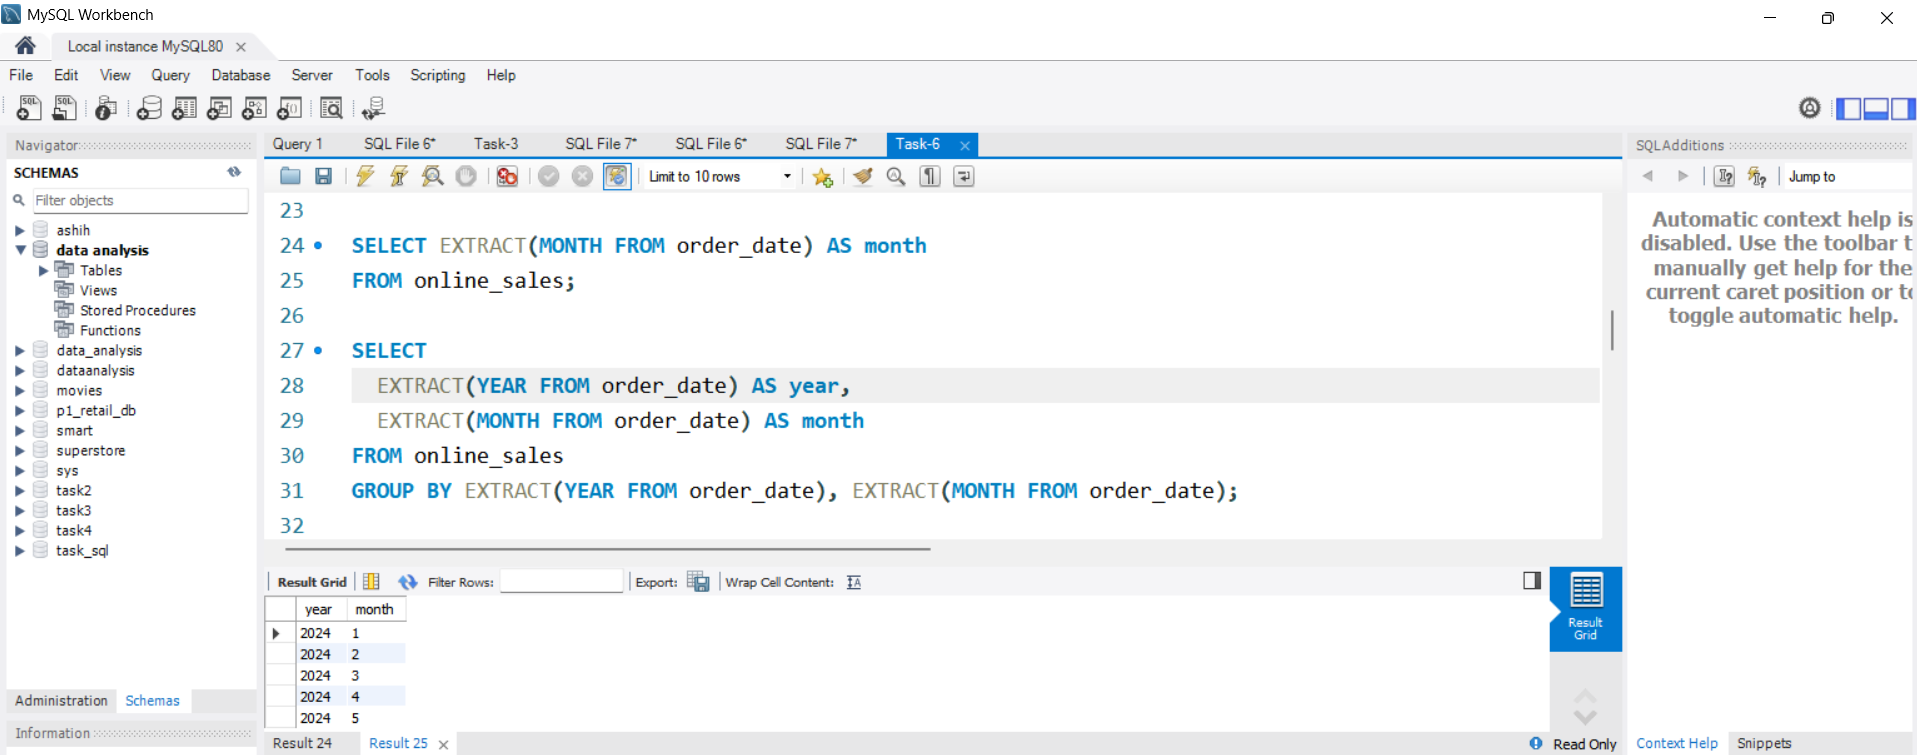 MySQL Workbench
Local instance MySQL80
File Edit View Query Database Server Tools Scripting Help
Navigator
SCHEMAS
Filter objects
ashih
data analysis
Tables
Views
Stored Procedures
Functions
data_analysis
dataanalysis
movies
p1_retail_db
smart
superstore
sys
task2
task3
task4
task_sql
Administration Schemas
Information
Query 1 SQL File 6* Task-3 SQL File 7* SQL File 6* SQL File 7* Task-6
Limit to 10 rows
23
24 SELECT EXTRACT(MONTH FROM order_date) AS month
25 FROM online_sales;
26
27 SELECT
28 EXTRACT(YEAR FROM order_date) AS year,
29 EXTRACT(MONTH FROM order_date) AS month
30 FROM online_sales
31 GROUP BY EXTRACT(YEAR FROM order_date), EXTRACT(MONTH FROM order_date);
32
Result Grid Filter Rows: Export: Wrap Cell Content:
year month
2024 1
2024 2
2024 3
2024 4
2024 5
Result Grid
Result 24 Result 25
Read Only
SQLAdditions
Jump to
Automatic context help is
disabled. Use the toolbar t
manually get help for the
current caret position or to
toggle automatic help.
Context Help Snippets